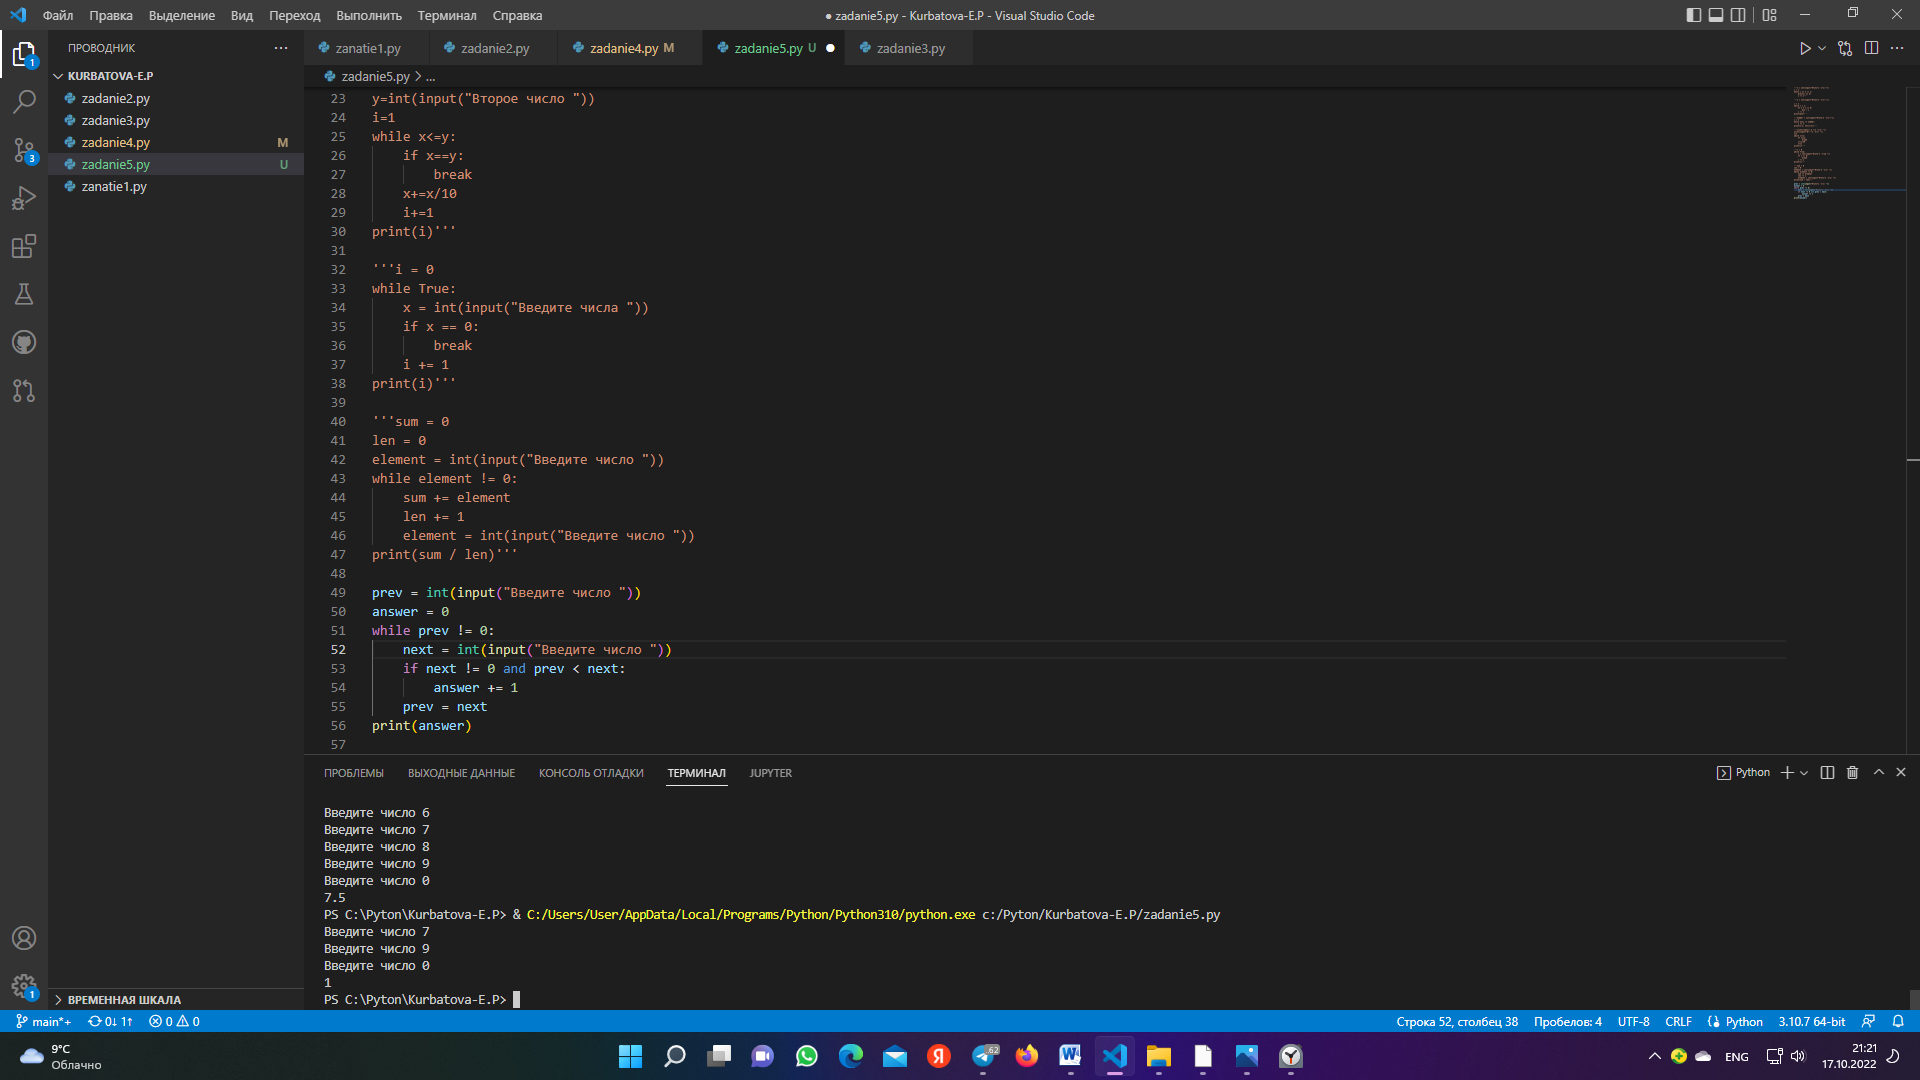 Файл Правка Выделение Вид Переход Выполнить Терминал Справка
● zadanie5.py - Kurbatova-E.P - Visual Studio Code
ПРОВОДНИК
zanatie1.py
zadanie2.py
zadanie4.py M
zadanie5.py U
zadanie3.py
KURBATOVA-E.P
zadanie2.py
zadanie3.py
zadanie4.py M
zadanie5.py U
zanatie1.py
ВРЕМЕННАЯ ШКАЛА
1
3
1
zadanie5.py > ...
23 y=int(input("Второе число "))
24 i=1
25 while x<=y:
26 if x==y:
27 break
28 x+=x/10
29 i+=1
30 print(i)'''
31
32 '''i = 0
33 while True:
34 x = int(input("Введите числа "))
35 if x == 0:
36 break
37 i += 1
38 print(i)'''
39
40 '''sum = 0
41 len = 0
42 element = int(input("Введите число "))
43 while element != 0:
44 sum += element
45 len += 1
46 element = int(input("Введите число "))
47 print(sum / len)'''
48
49 prev = int(input("Введите число "))
50 answer = 0
51 while prev != 0:
52 next = int(input("Введите число "))
53 if next != 0 and prev < next:
54 answer += 1
55 prev = next
56 print(answer)
57
ПРОБЛЕМЫ ВЫХОДНЫЕ ДАННЫЕ КОНСОЛЬ ОТЛАДКИ ТЕРМИНАЛ JUPYTER
Python
Введите число 6
Введите число 7
Введите число 8
Введите число 9
Введите число 0
7.5
PS C:\Pyton\Kurbatova-E.P> & C:/Users/User/AppData/Local/Programs/Python/Python310/python.exe c:/Pyton/Kurbatova-E.P/zadanie5.py
Введите число 7
Введите число 9
Введите число 0
1
PS C:\Pyton\Kurbatova-E.P>
main*+ 0↓ 1↑ 0 0
Строка 52, столбец 38 Пробелов: 4 UTF-8 CRLF Python 3.10.7 64-bit
9°C
Облачно
Я
62
ENG
21:21
17.10.2022